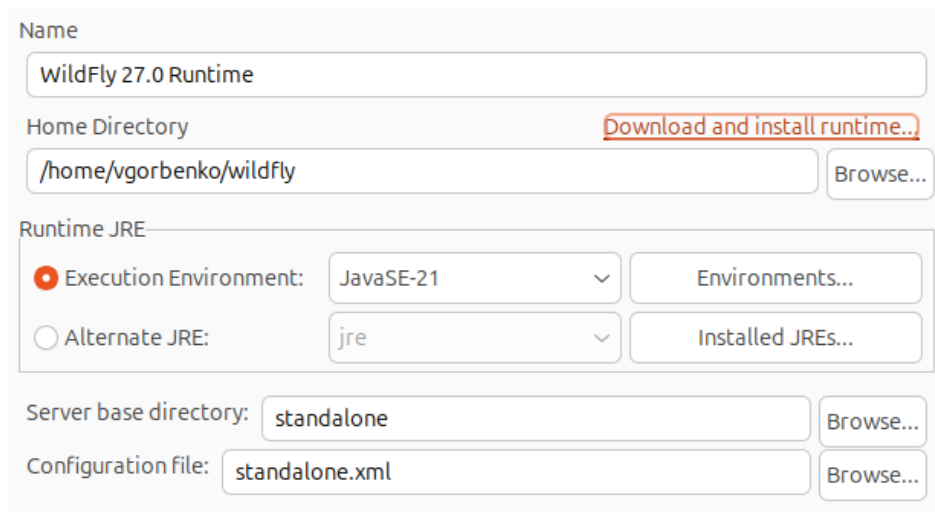 Name
WildFly 27.0 Runtime
Home Directory Download and install runtime...
/home/vgorbenko/wildfly Browse...
Runtime JRE
Execution Environment: JavaSE-21 Environments...
Alternate JRE: jre Installed JREs...
Server base directory: standalone Browse...
Configuration file: standalone.xml Browse...